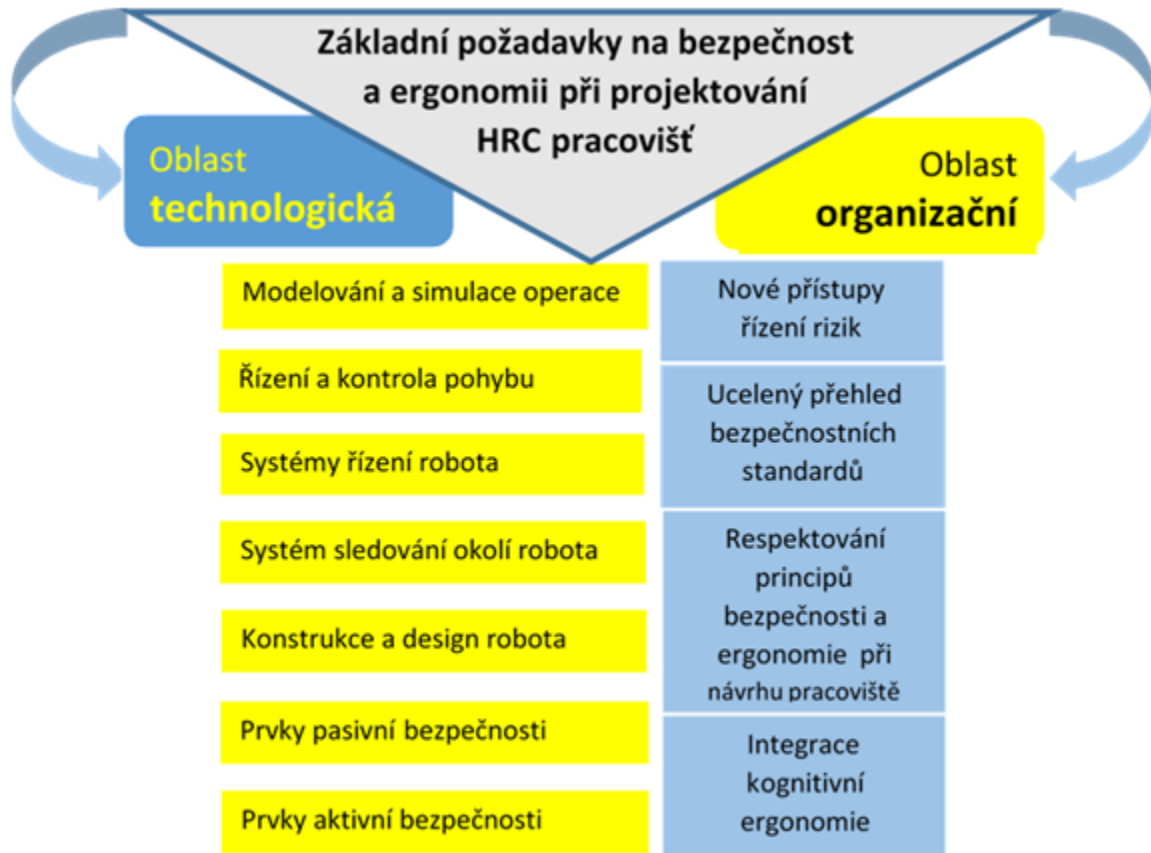 Základní požadavky na bezpečnost
a ergonomii při projektování
HRC pracovišť
Oblast
technologická
Oblast
organizační
Modelování a simulace operace
Řízení a kontrola pohybu
Systémy řízení robota
Systém sledování okolí robota
Konstrukce a design robota
Prvky pasivní bezpečnosti
Prvky aktivní bezpečnosti
Nové přístupy
řízení rizik
Ucelený přehled
bezpečnostních
standardů
Respektování
principů
bezpečnosti a
ergonomie při
návrhu pracoviště
Integrace
kognitivní
ergonomie